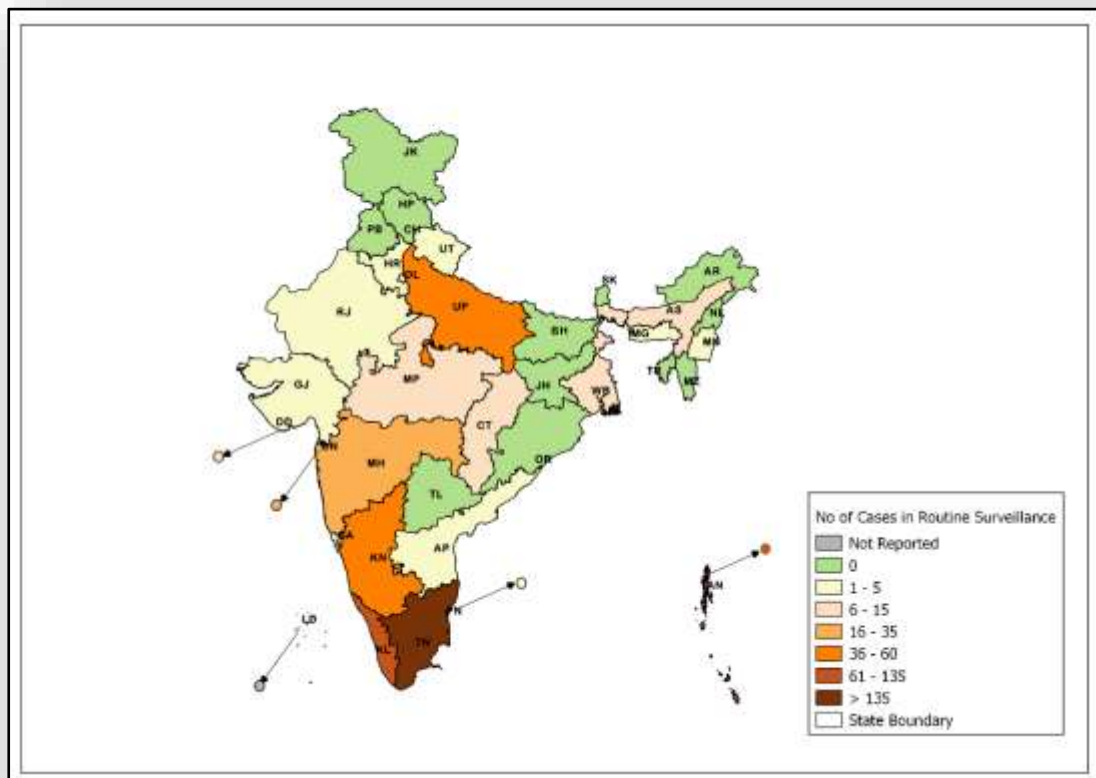 JK
HP
PB
CH
UT
HR
DL
RJ
UP
SK
AR
AS
NL
MG
MN
BH
TR
MZ
GJ
MP
JH
WB
CT
DD
DN
MH
OR
TL
GA
KN
AP
AN
LD
KL
TN
No of Cases in Routine Surveillance
Not Reported
0
1 - 5
6 - 15
16 - 35
36 - 60
61 - 135
> 135
State Boundary